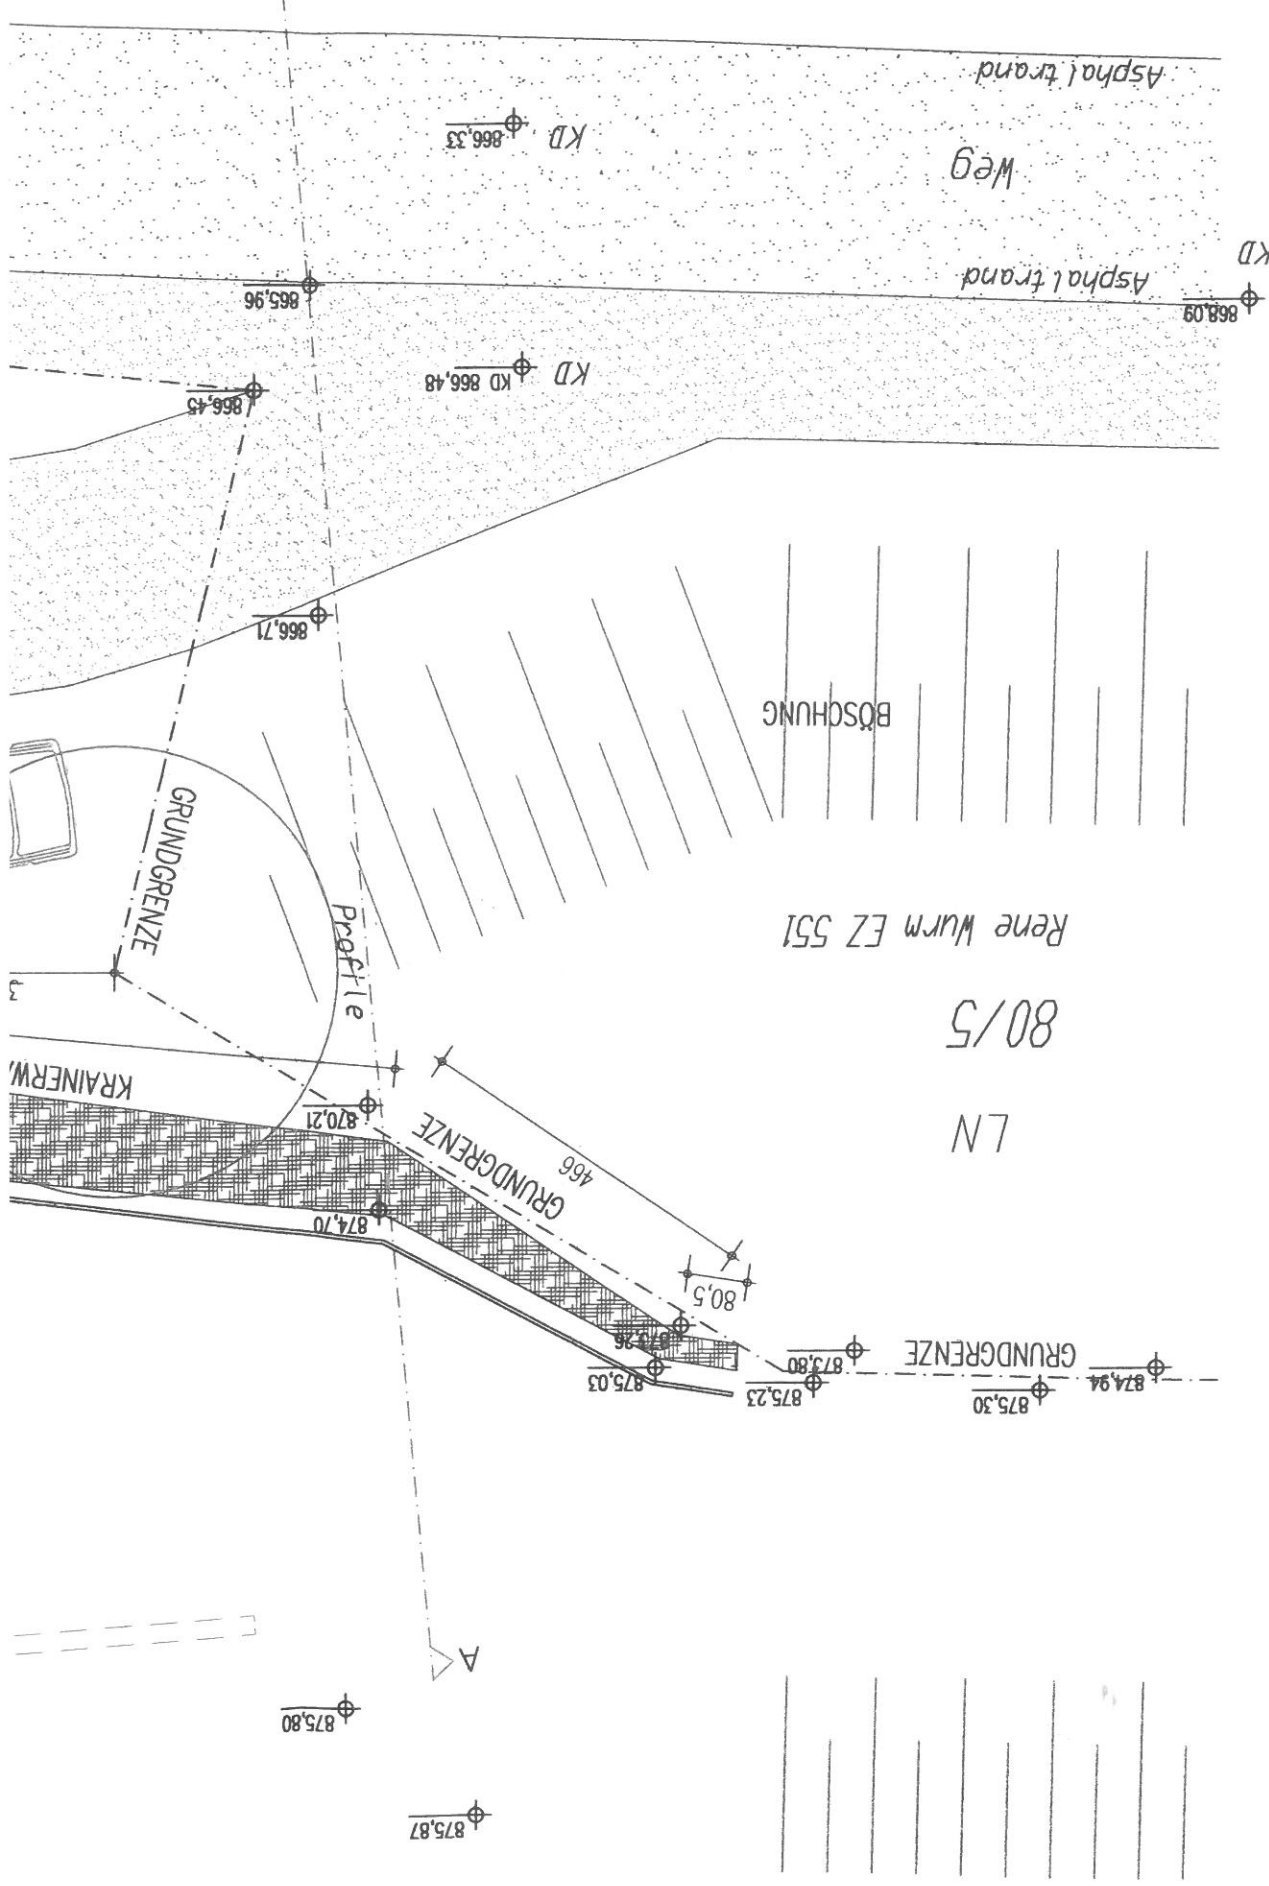 875,87
875,80
A
875,30
875,23
875,03
874,94
GRUNDGRENZE
873,80
80,5
874,70
466
GRUNDGRENZE
LN
870,21
KRAINERW
80/5
3
Profile
Rene Wurm EZ 551
GRUNDGRENZE
BÖSCHUNG
866,71
866,45
KD
KD 866,48
868,09
KD
Asphaltrand
865,96
Weg
KD
866,33
Asphaltrand